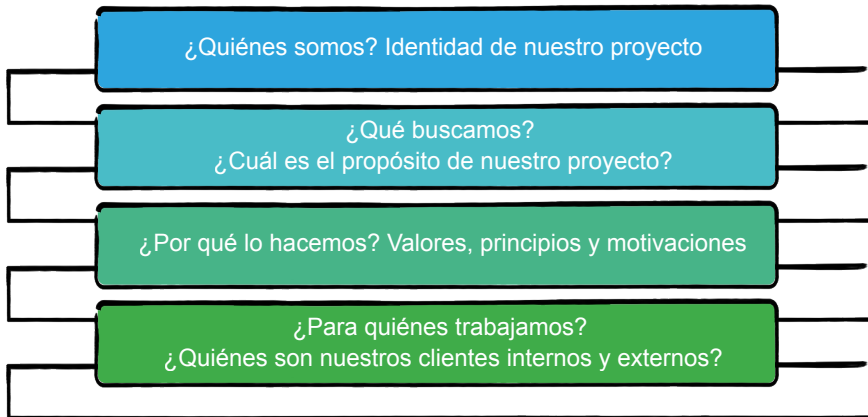 ¿Quiénes somos? Identidad de nuestro proyecto
¿Qué buscamos?
¿Cuál es el propósito de nuestro proyecto?
¿Por qué lo hacemos? Valores, principios y motivaciones
¿Para quiénes trabajamos?
¿Quiénes son nuestros clientes internos y externos?